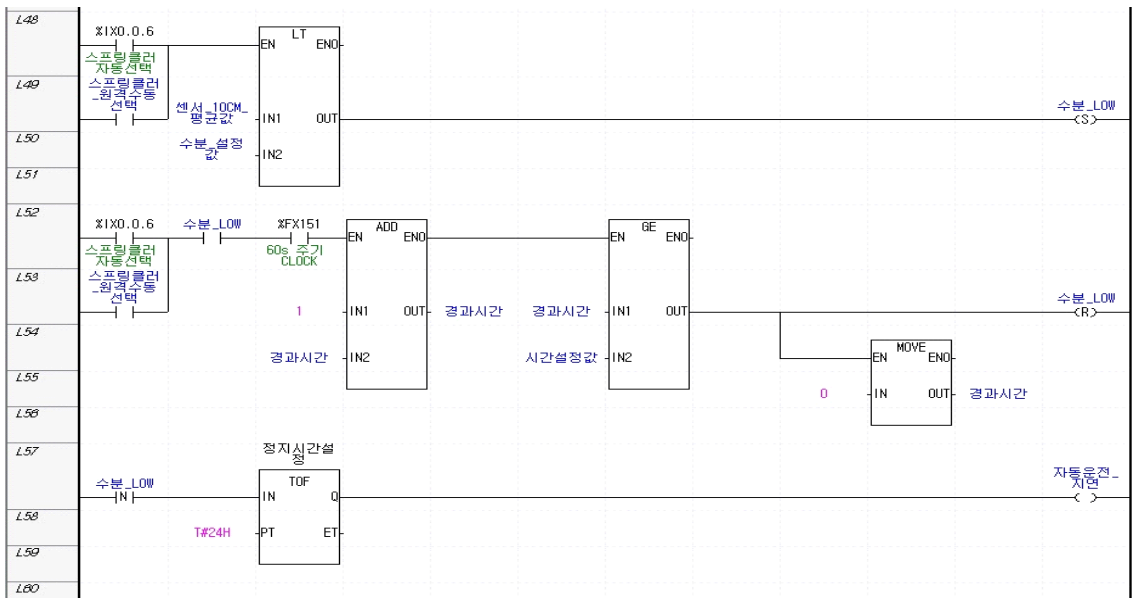 L48
%IX0.0.6
스프링클러
자동선택
LT
EN
ENO
L49
스프링클러
_원격수동
선택
센서_10CM_
평균값
IN1
OUT
수분_LOW
(S)
L50
수분_설정
값
IN2
L51
L52
%IX0.0.6
스프링클러
자동선택
수분_LOW
%FX151
60s 주기
CLOCK
ADD
EN
ENO
GE
EN
ENO
L53
스프링클러
_원격수동
선택
1
IN1
OUT
경과시간
경과시간
IN1
OUT
수분_LOW
(R)
L54
경과시간
IN2
시간설정값
IN2
MOVE
EN
ENO
L55
0
IN
OUT
경과시간
L56
L57
정지시간설
정
수분_LOW
N
TOF
IN
Q
자동운전_
지연
( )
L58
T#24H
PT
ET
L59
L60